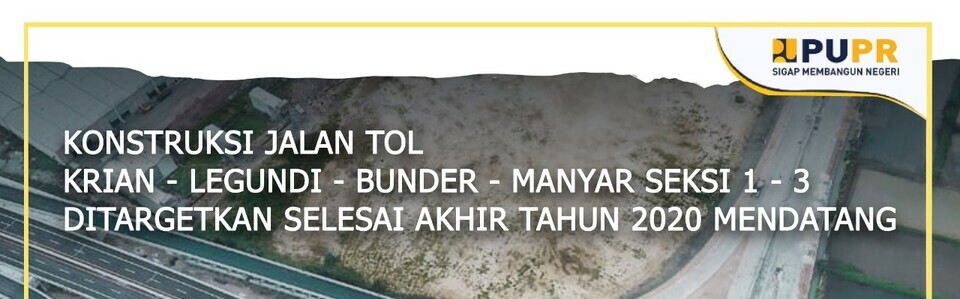 PUPR
SIGAP MEMBANGUN NEGERI
KONSTRUKSI JALAN TOL
KRIAN - LEGUNDI - BUNDER - MANYAR SEKSI 1 - 3
DITARGETKAN SELESAI AKHIR TAHUN 2020 MENDATANG